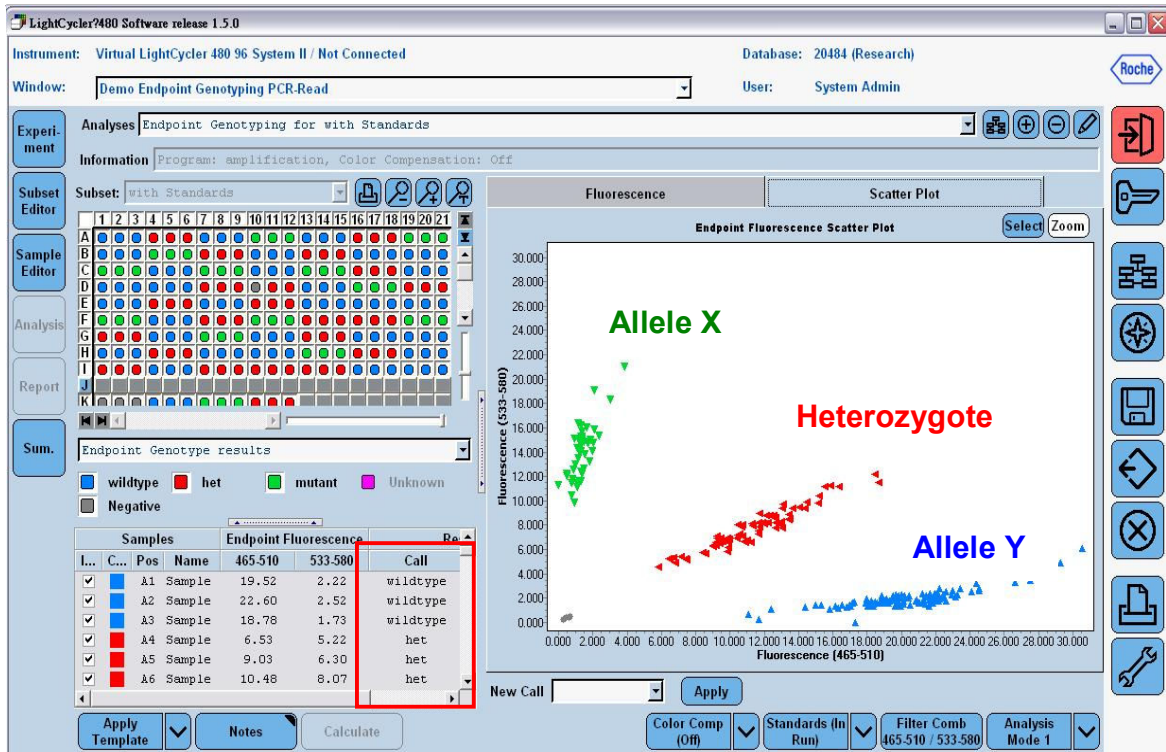 LightCycler?480 Software release 1.5.0
Instrument: Virtual LightCycler 480 96 System II / Not Connected Database: 20484 (Research)
Window: Demo Endpoint Genotyping PCR-Read User: System Admin
Roche
Experi-
ment
Subset
Editor
Sample
Editor
Analysis
Report
Sum.
Analyses Endpoint Genotyping for with Standards
Information Program: amplification, Color Compensation: Off
Subset: with Standards
1 2 3 4 5 6 7 8 9 10 11 12 13 14 15 16 17 18 19 20 21
A
B
C
D
E
F
G
H
I
J
K
Endpoint Genotype results
wildtype het mutant Unknown
Negative
Samples Endpoint Fluorescence Re
I... C... Pos Name 465-510 533-580 Call
A1 Sample 19.52 2.22 wildtype
A2 Sample 22.60 2.52 wildtype
A3 Sample 18.78 1.73 wildtype
A4 Sample 6.53 5.22 het
A5 Sample 9.03 6.30 het
A6 Sample 10.48 8.07 het
Fluorescence Scatter Plot
Endpoint Fluorescence Scatter Plot Select Zoom
Fluorescence (533-580)
30.000
28.000
26.000
24.000
22.000
20.000
18.000
16.000
14.000
12.000
10.000
8.000
6.000
4.000
2.000
0.000
Allele X
Heterozygote
Allele Y
0.000 2.000 4.000 6.000 8.000 10.000 12.000 14.000 16.000 18.000 20.000 22.000 24.000 26.000 28.000 30.000
Fluorescence (465-510)
New Call Apply
Apply
Template
Notes
Calculate
Color Comp
(Off)
Standards (In
Run)
Filter Comb
465-510 / 533-580
Analysis
Mode 1